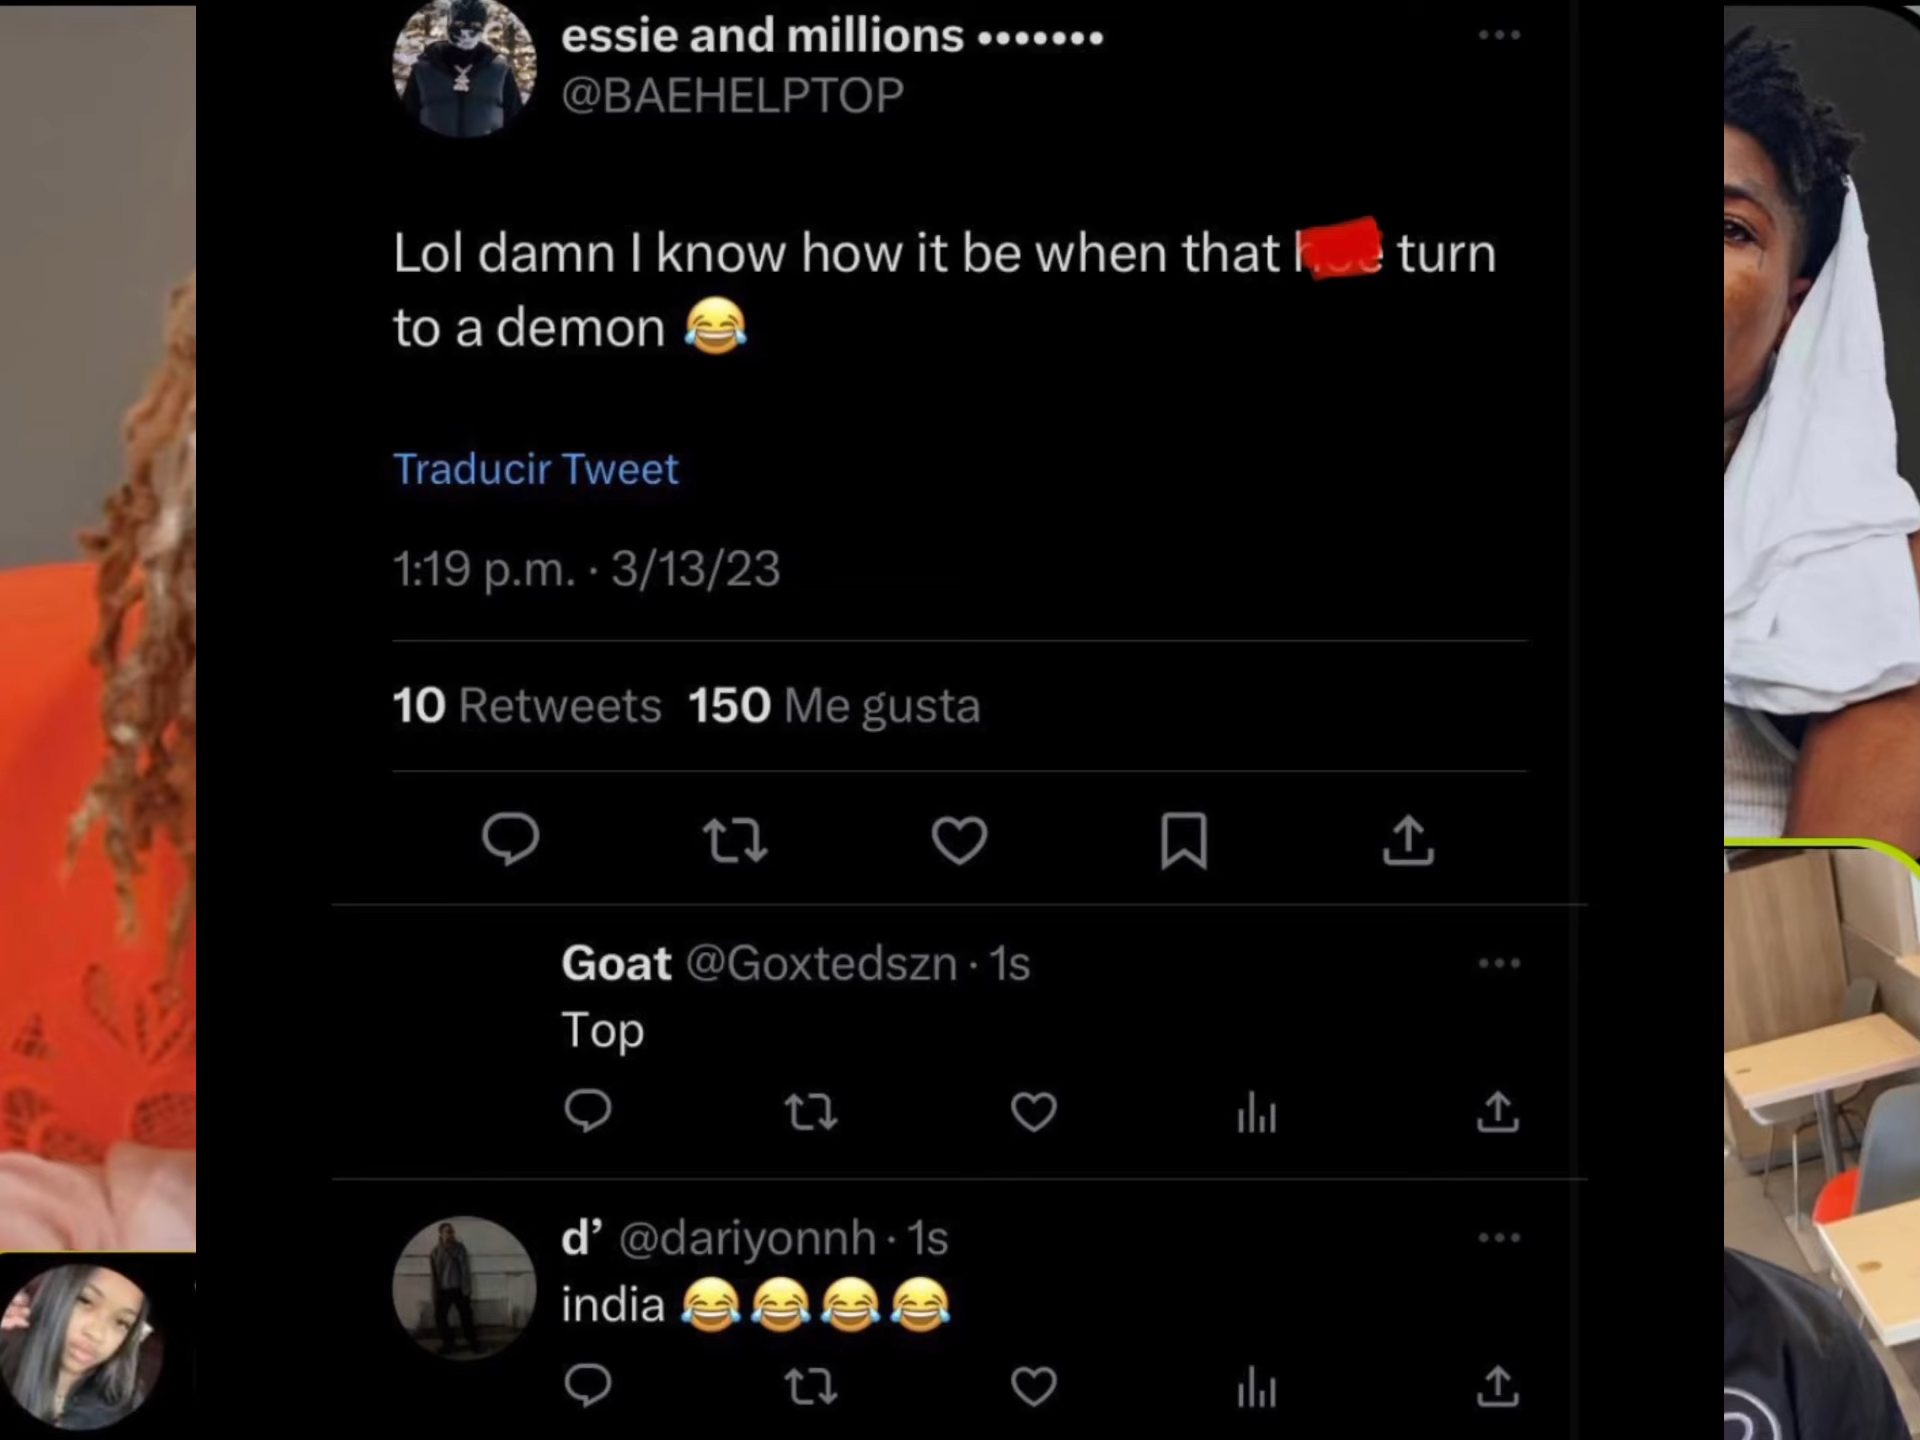 essie and millions •••••••
@BAEHELPTOP
Lol damn I know how it be when that turn
to a demon 😂
Traducir Tweet
1:19 p.m. · 3/13/23
10 Retweets 150 Me gusta
Goat @Goxtedszn · 1s
Top
d’ @dariyonnh · 1s
india 😂😂😂😂